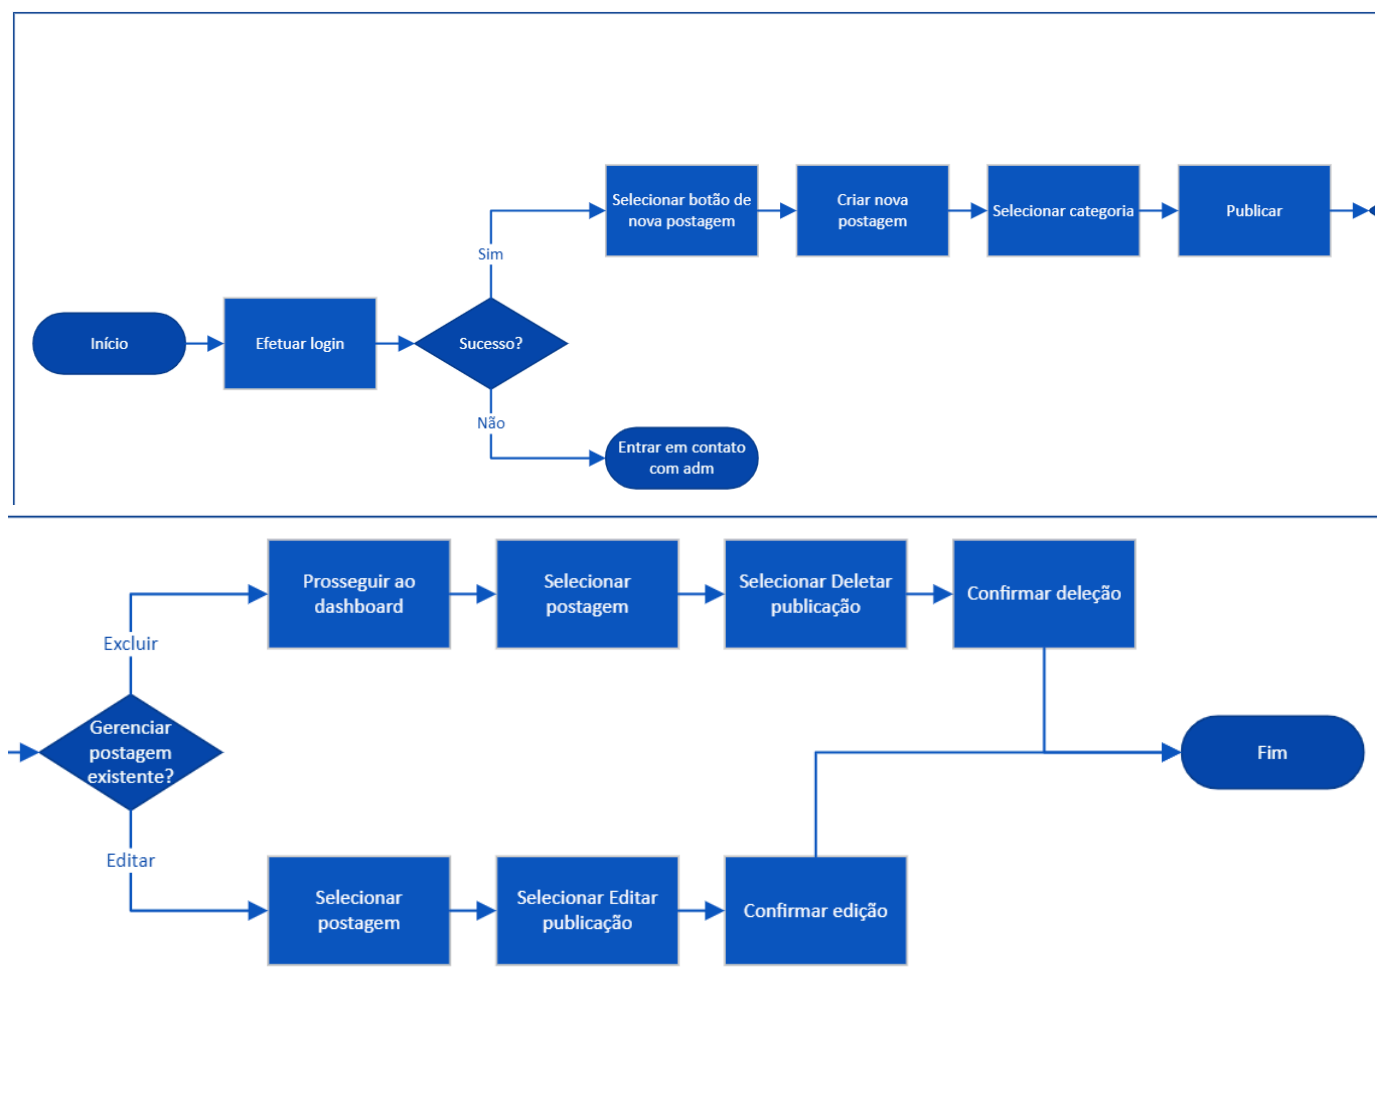 Início
Efetuar login
Sucesso?
Sim
Selecionar botão de
nova postagem
Criar nova
postagem
Selecionar categoria
Publicar
Não
Entrar em contato
com adm
Gerenciar
postagem
existente?
Excluir
Prosseguir ao
dashboard
Selecionar
postagem
Selecionar Deletar
publicação
Confirmar deleção
Editar
Selecionar
postagem
Selecionar Editar
publicação
Confirmar edição
Fim